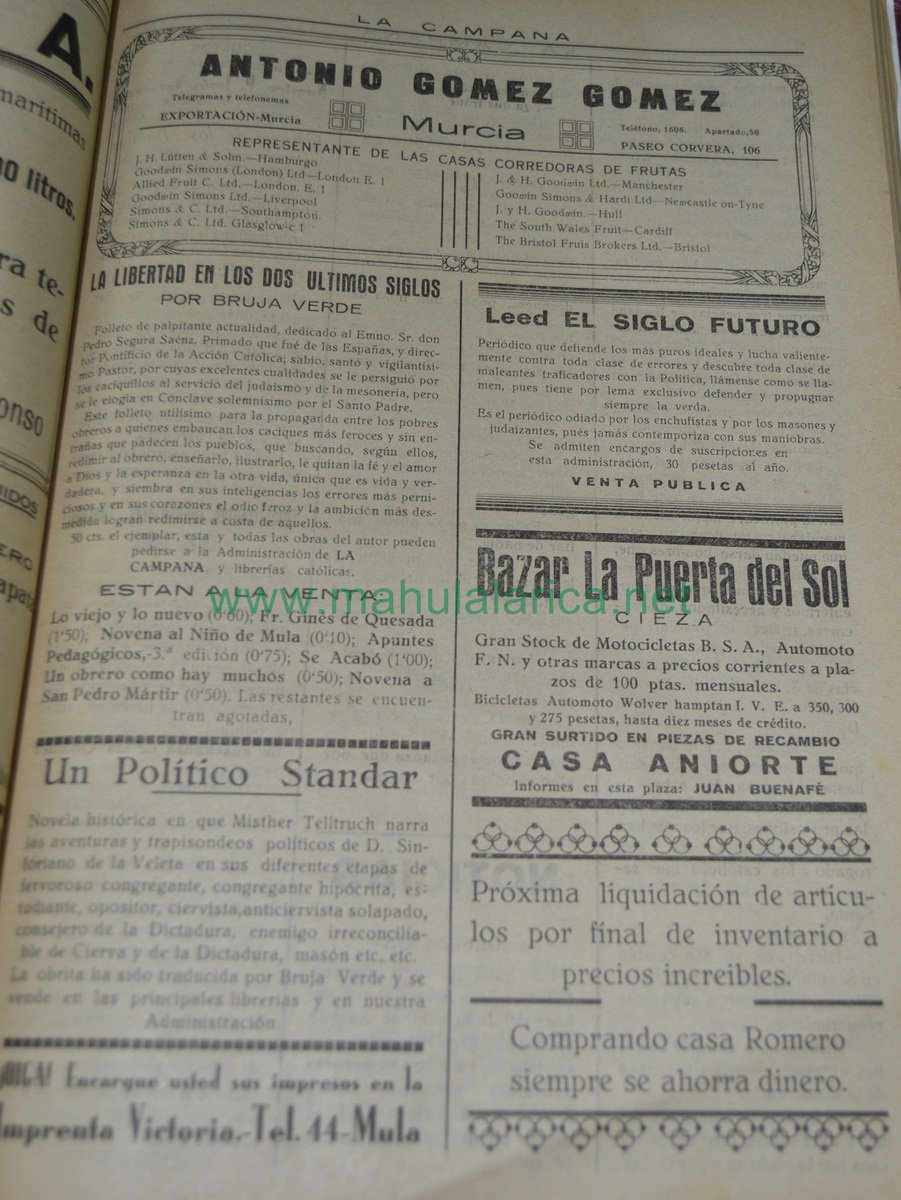 LA CAMPANA
A.
marítimas
00 litros.
ra te-
s de
onso
IDOS
ERO
apata
ANTONIO GOMEZ GOMEZ
Telegramas y telefonemas
EXPORTACIÓN-Murcia
Murcia
Teléfono, 1606. Apartado,50
PASEO CORVERA, 106
REPRESENTANTE DE LAS CASAS CORREDORAS DE FRUTAS
J. H. Lütten & Sohn.—Hamburgo
Goodwin Simons (London) Ltd—London E. 1
Allied Fruit C. Ltd.—London. E. 1
Goodwin Simons Ltd.—Liverpool
Simons & C. Ltd.—Southampton.
Simons & C. Ltd. Glasglow-c 1
J. & H. Goodwin Ltd.—Manchester
Goowin Simons & Hardi Ltd—Newcastle on-Tyne
J. y H. Goodwin.—Hull
The South Wales Fruit—Cardiff
The Bristol Fruis Brokers Ltd.—Bristol
LA LIBERTAD EN LOS DOS ULTIMOS SIGLOS
POR BRUJA VERDE
Folleto de palpitante actualidad, dedicado al Emno. Sr. don
Pedro Segura Saénz, Primado que fué de las Españas, y direc-
tor Pontificio de la Acción Católica; sabio, santo y vigilantísi-
mo Pastor, por cuyas excelentes cualidades se le persiguió por
los caciquillos al servicio del judaismo y de la mesonería, pero
se le elogia en Cónclave solemnísimo por el Santo Padre.
Este folleto utilísimo para la propaganda entre los pobres
obreros a quienes embaucan los caciques más feroces y sin en-
trañas que padecen los pueblos, que buscando, según ellos,
redimir al obrero, enseñarlo, ilustrarlo, le quitan la fé y el amor
a Dios y la esperanza en la otra vida, única que es vida y ver-
dadera, y siembra en sus inteligencias los errores más perni-
ciosos y en sus corazones el odio feroz y la ambición más des-
medida logran redimirse a costa de aquellos.
50 cts. el ejemplar, esta y todas las obras del autor pueden
pedirse a la Administración de LA
CAMPANA, y librerías católicas.
ESTAN A LA VENTA
Lo viejo y lo nuevo (0'60); Fr. Ginés de Quesada
(1'50); Novena al Niño de Mula (0'10); Apuntes
Pedagógicos,-3.ª edición (0'75); Se Acabó (1'00);
Un obrero como hay muchos (0'50); Novena a
San Pedro Mártir (0'50). Las restantes se encuen-
tran agotadas,
Un Político Standar
Novela histórica en que Misther Telltruch narra
las aventuras y trapisondeos políticos de D. Sin-
foriano de la Veleta en sus diferentes etapas de
fervoroso congregante, congregante hipócrita, es-
tudiante, opositor, ciervista,anticiervista solapado,
consejero de la Dictadura, enemigo irreconcilia-
ble de Cierva y de la Dictadura, masón etc. etc.
La obrita ha sido traducida por Bruja Verde y se
vende en las principales librerías y en nuestra
Administración.
¡OIGA! Encargue usted sus impresos en la
Imprenta Victoria.-Tel. 44-Mula
Leed EL SIGLO FUTURO
Periódico que defiende los más puros ideales y lucha valiente-
mente contra toda clase de errores y descubre toda clase de
maleantes traficadores con la Política, llámense como se lla-
men, pues tiene por lema exclusivo defender y propugnar
siempre la verda.
Es el periódico odiado por los enchufistas y por los masones y
judaizantes, pués jamás contemporiza con sus maniobras.
Se admiten encargos de suscripciores en
esta administración, 30 pesetas al año.
VENTA PUBLICA
Bazar La Puerta del Sol
CIEZA
Gran Stock de Motocicletas B. S. A., Automoto
F. N. y otras marcas a precios corrientes a pla-
zos de 100 ptas. mensuales.
Bicicletas Automoto Wolver hamptan I. V. E. a 350, 300
y 275 pesetas, hasta diez meses de crédito.
GRAN SURTIDO EN PIEZAS DE RECAMBIO
CASA ANIORTE
Informes en esta plaza: JUAN BUENAFÉ
Próxima liquidación de artícu-
los por final de inventario a
precios increibles.
Comprando casa Romero
siempre se ahorra dinero.
www.mahulalarica.net